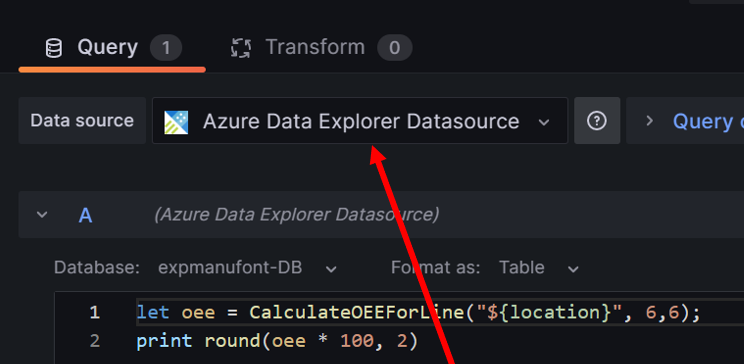 Query 1 Transform 0
Data source Azure Data Explorer Datasource ? > Query
A (Azure Data Explorer Datasource)
Database: expmanufont-DB Format as: Table
1 let oee = CalculateOEEForLine("${location}", 6,6);
2 print round(oee * 100, 2)